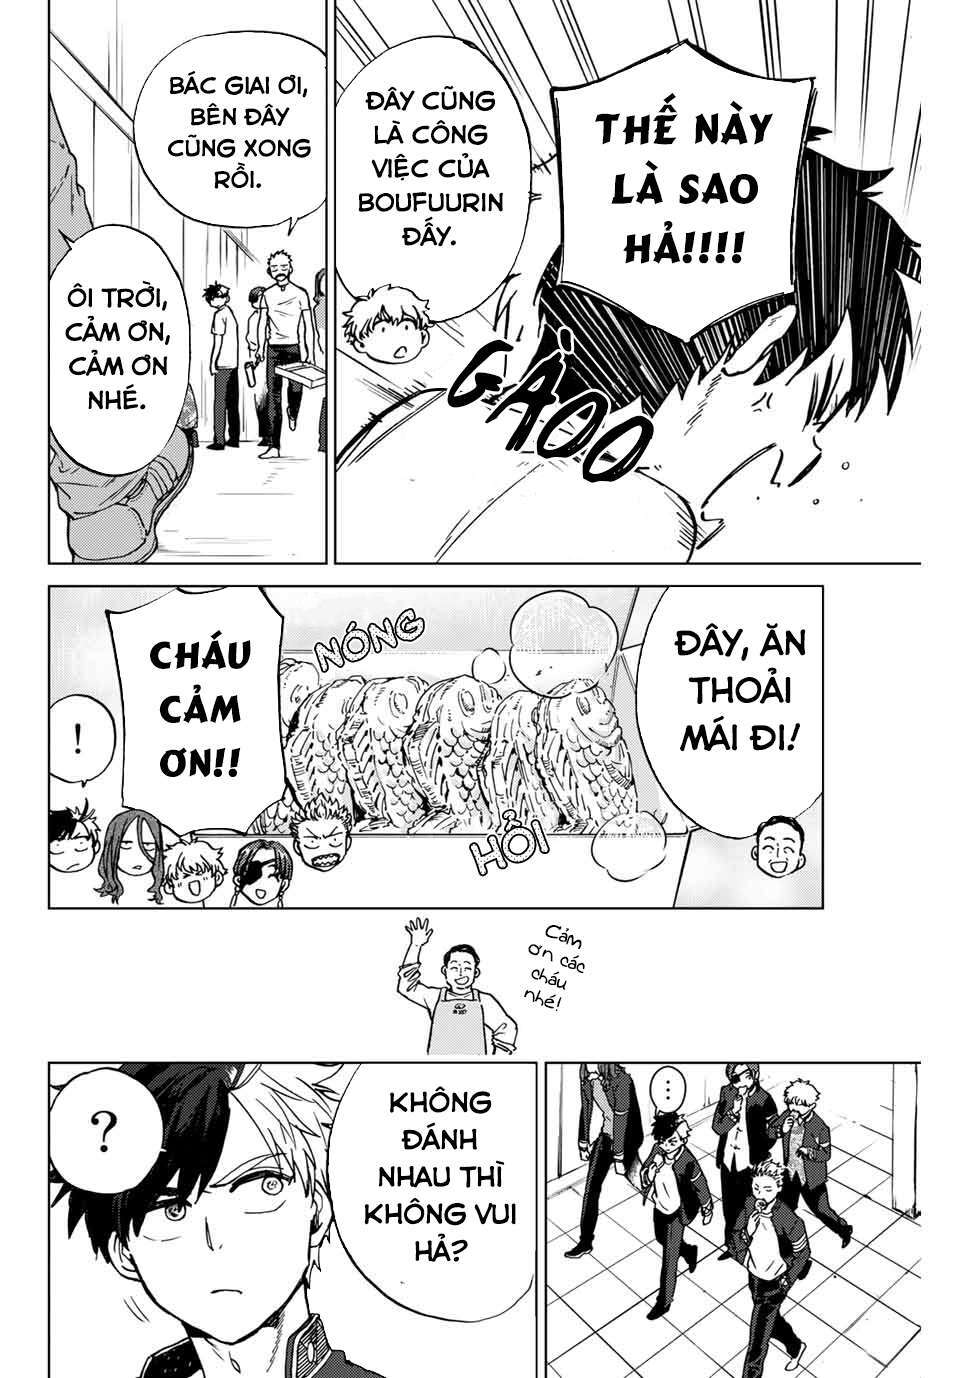 THẾ NÀY
LÀ SAO
HẢ!!!!
ĐÂY CŨNG
LÀ CÔNG
VIỆC CỦA
BOUFUURIN
ĐẤY.
GÀOO
BÁC GIAI ƠI,
BÊN ĐÂY
CŨNG XONG
RỒI.
ÔI TRỜI,
CẢM ƠN,
CẢM ƠN
NHÉ.
ĐÂY, ĂN
THOẢI
MÁI ĐI!
NÓNG
HỔI
CHÁU
CẢM
ƠN!!
!
Cảm
ơn các
cháu
nhé!
...
KHÔNG
ĐÁNH
NHAU THÌ
KHÔNG VUI
HẢ?
?